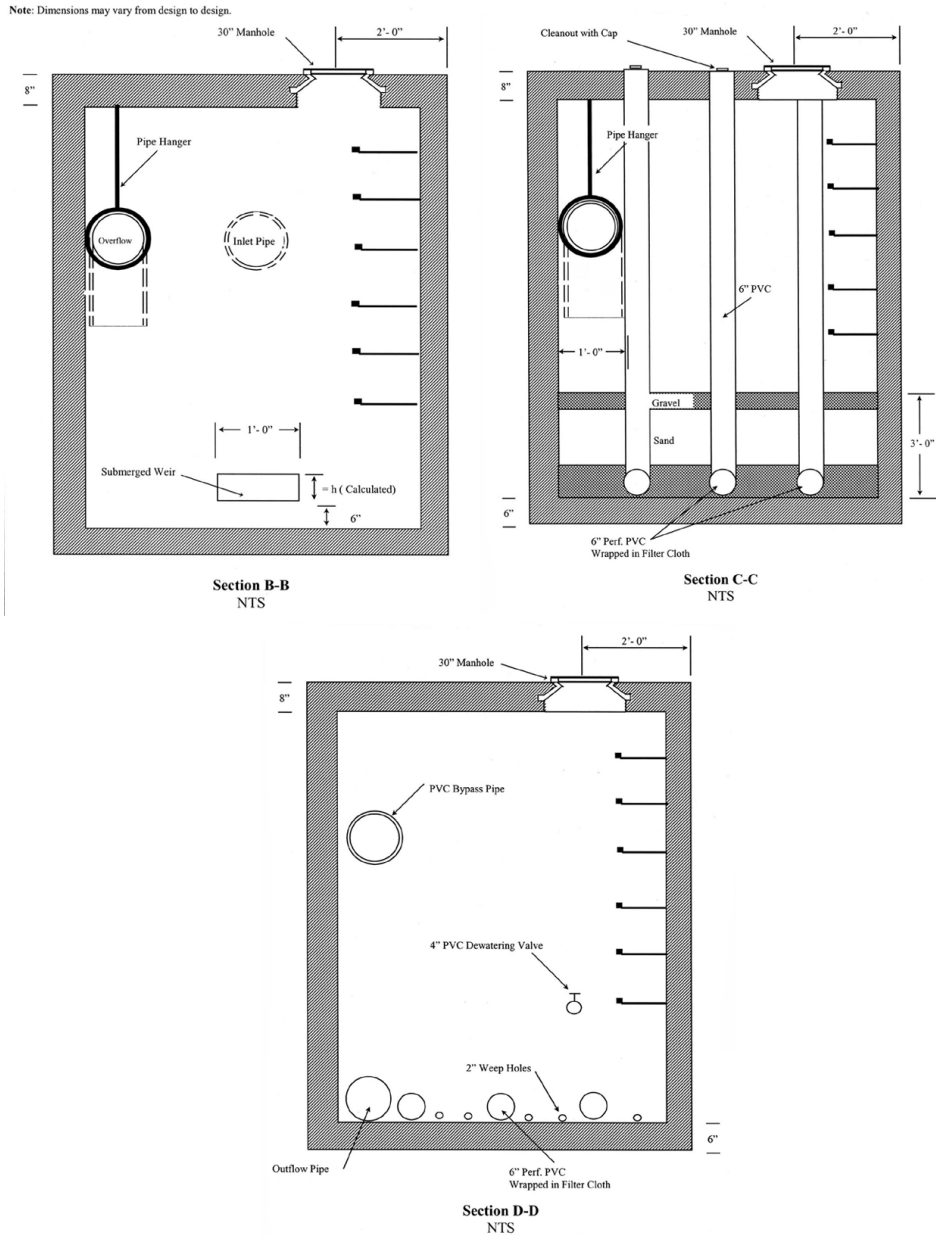 Note: Dimensions may vary from design to design.
2'- 0"
30" Manhole
8"
Pipe Hanger
Overflow
Inlet Pipe
1'- 0"
Submerged Weir
= h ( Calculated)
6"
Section B-B
NTS
2'- 0"
Cleanout with Cap
30" Manhole
8"
Pipe Hanger
6" PVC
1'- 0"
Gravel
Sand
3'- 0"
6"
6" Perf. PVC
Wrapped in Filter Cloth
Section C-C
NTS
2'- 0"
30" Manhole
8"
PVC Bypass Pipe
4" PVC Dewatering Valve
2" Weep Holes
6"
Outflow Pipe
6" Perf. PVC
Wrapped in Filter Cloth
Section D-D
NTS